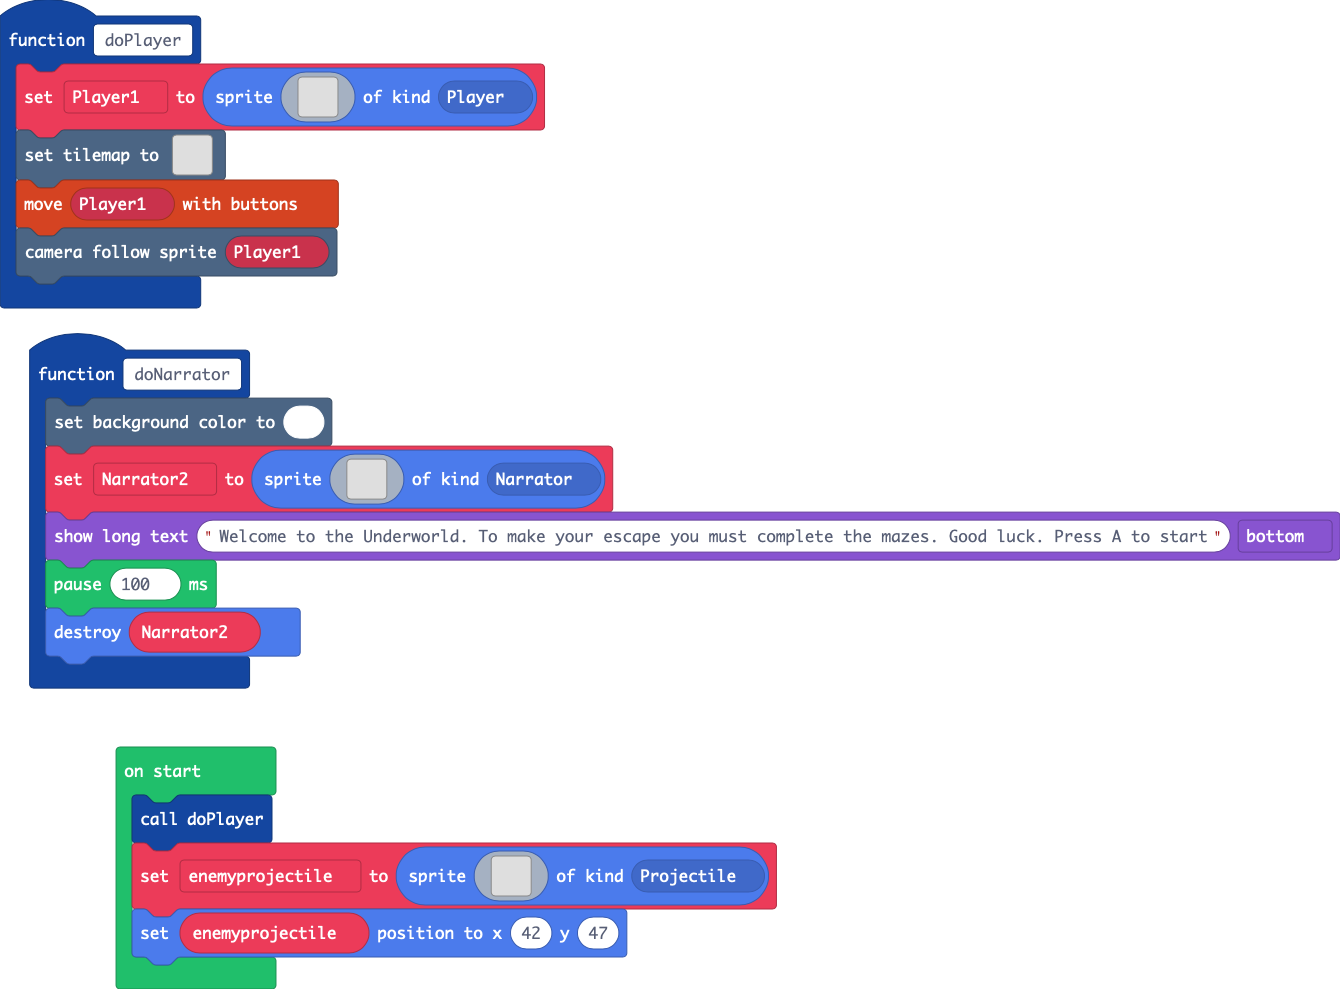 function doPlayer
set Player1 to sprite of kind Player
set tilemap to
move Player1 with buttons
camera follow sprite Player1
function doNarrator
set background color to
set Narrator2 to sprite of kind Narrator
show long text " Welcome to the Underworld. To make your escape you must complete the mazes. Good luck. Press A to start " bottom
pause 100 ms
destroy Narrator2
on start
call doPlayer
set enemyprojectile to sprite of kind Projectile
set enemyprojectile position to x 42 y 47